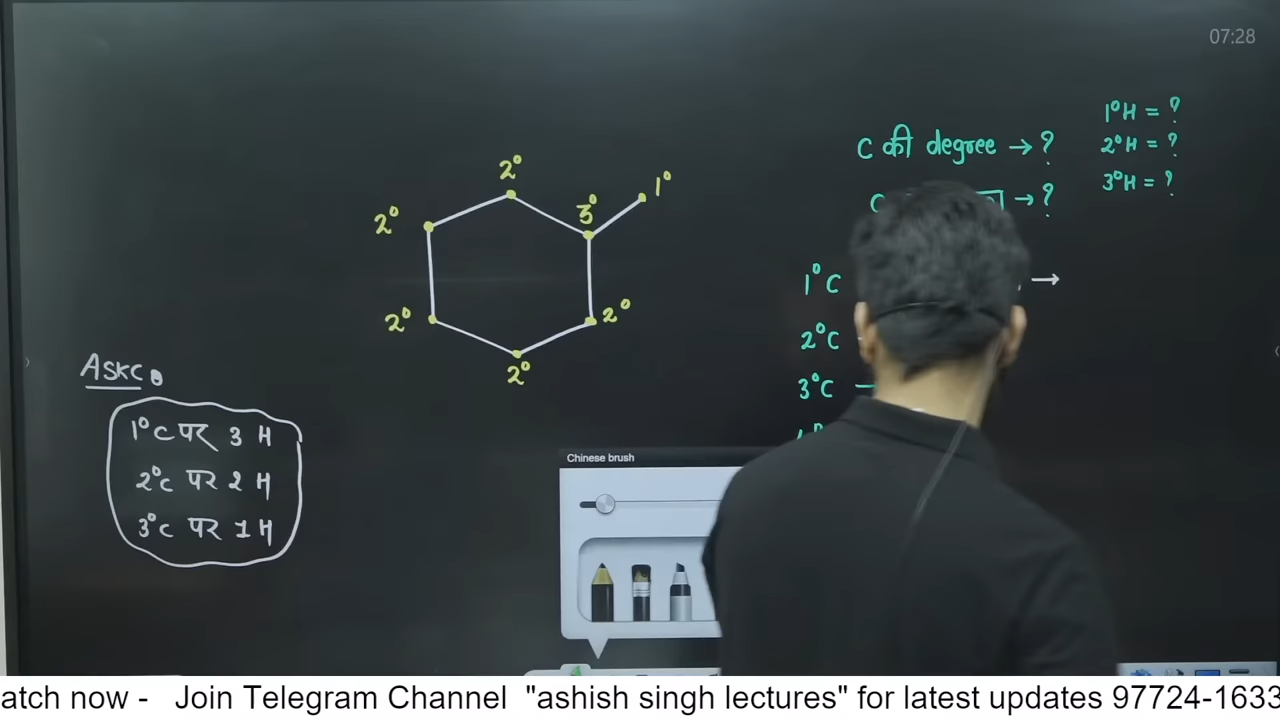 07:28
1°H = ?
C की degree → ?
2°H = ?
3°H = ?
C → ?
2°
1°
3°
2°
1°C →
2°
2°
2°C
2°
3°C —
ASKC
1°C पर 3 H
2°C पर 2 H
3°C पर 1 H
Chinese brush
atch now - Join Telegram Channel "ashish singh lectures" for latest updates 97724-1633